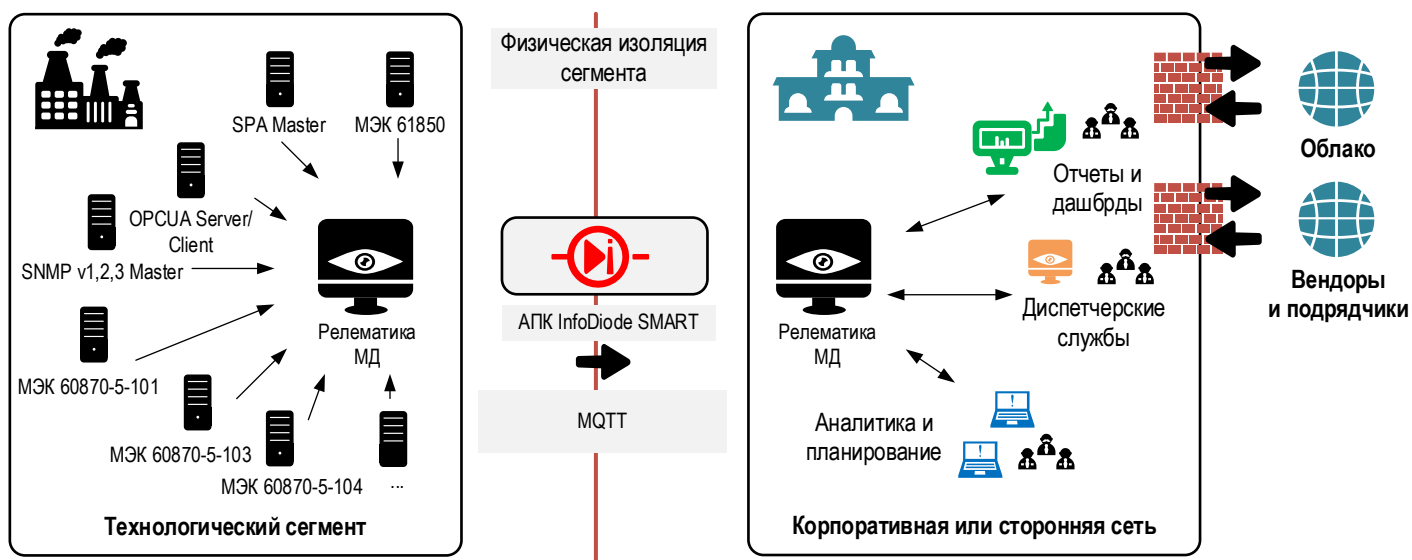 Физическая изоляция
сегмента
SPA Master
МЭК 61850
OPCUA Server/
Client
SNMP v1,2,3 Master
Релематика
МД
МЭК 60870-5-101
МЭК 60870-5-103
МЭК 60870-5-104
...
Технологический сегмент
АПК InfoDiode SMART
MQTT
Отчеты и
дашбрды
Релематика
МД
Диспетчерские
службы
Аналитика и
планирование
Корпоративная или сторонняя сеть
Облако
Вендоры
и подрядчики